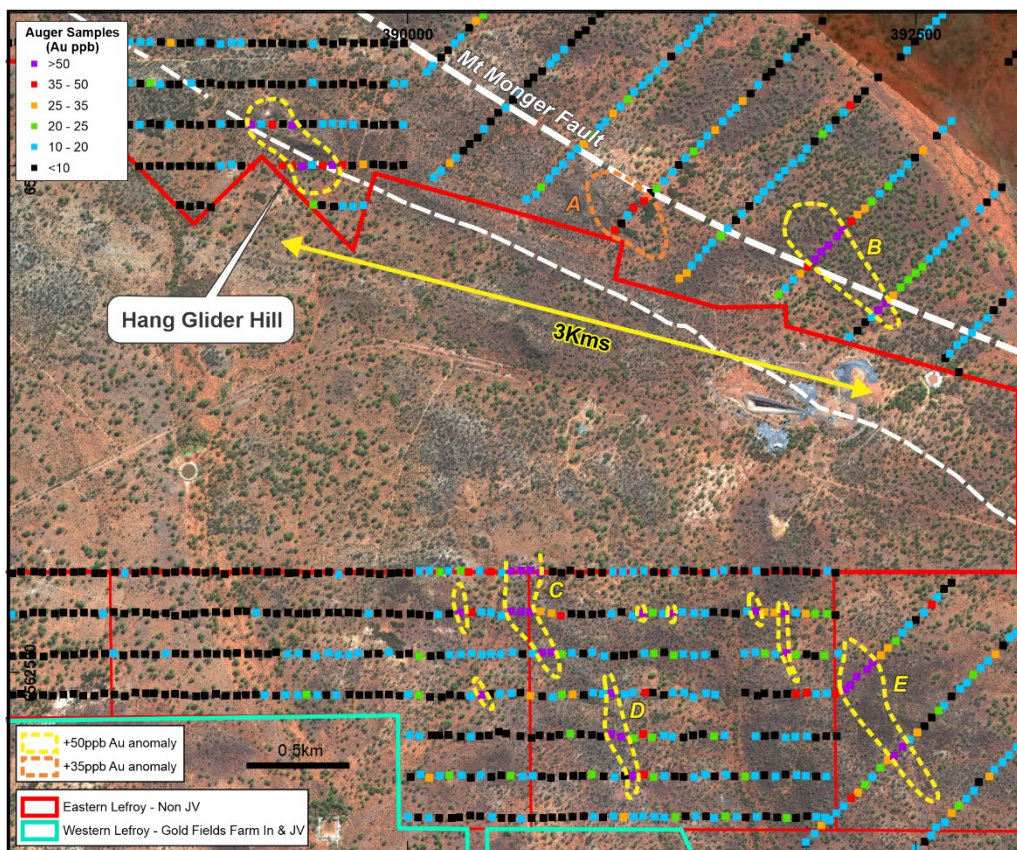 Auger Samples
(Au ppb)
>50
35 - 50
25 - 35
20 - 25
10 - 20
<10
390000
392500
Mt Monger Fault
A
B
Hang Glider Hill
3Kms
C
D
E
6562500
0.5km
+50ppb Au anomaly
+35ppb Au anomaly
Eastern Lefroy - Non JV
Western Lefroy - Gold Fields Farm In & JV